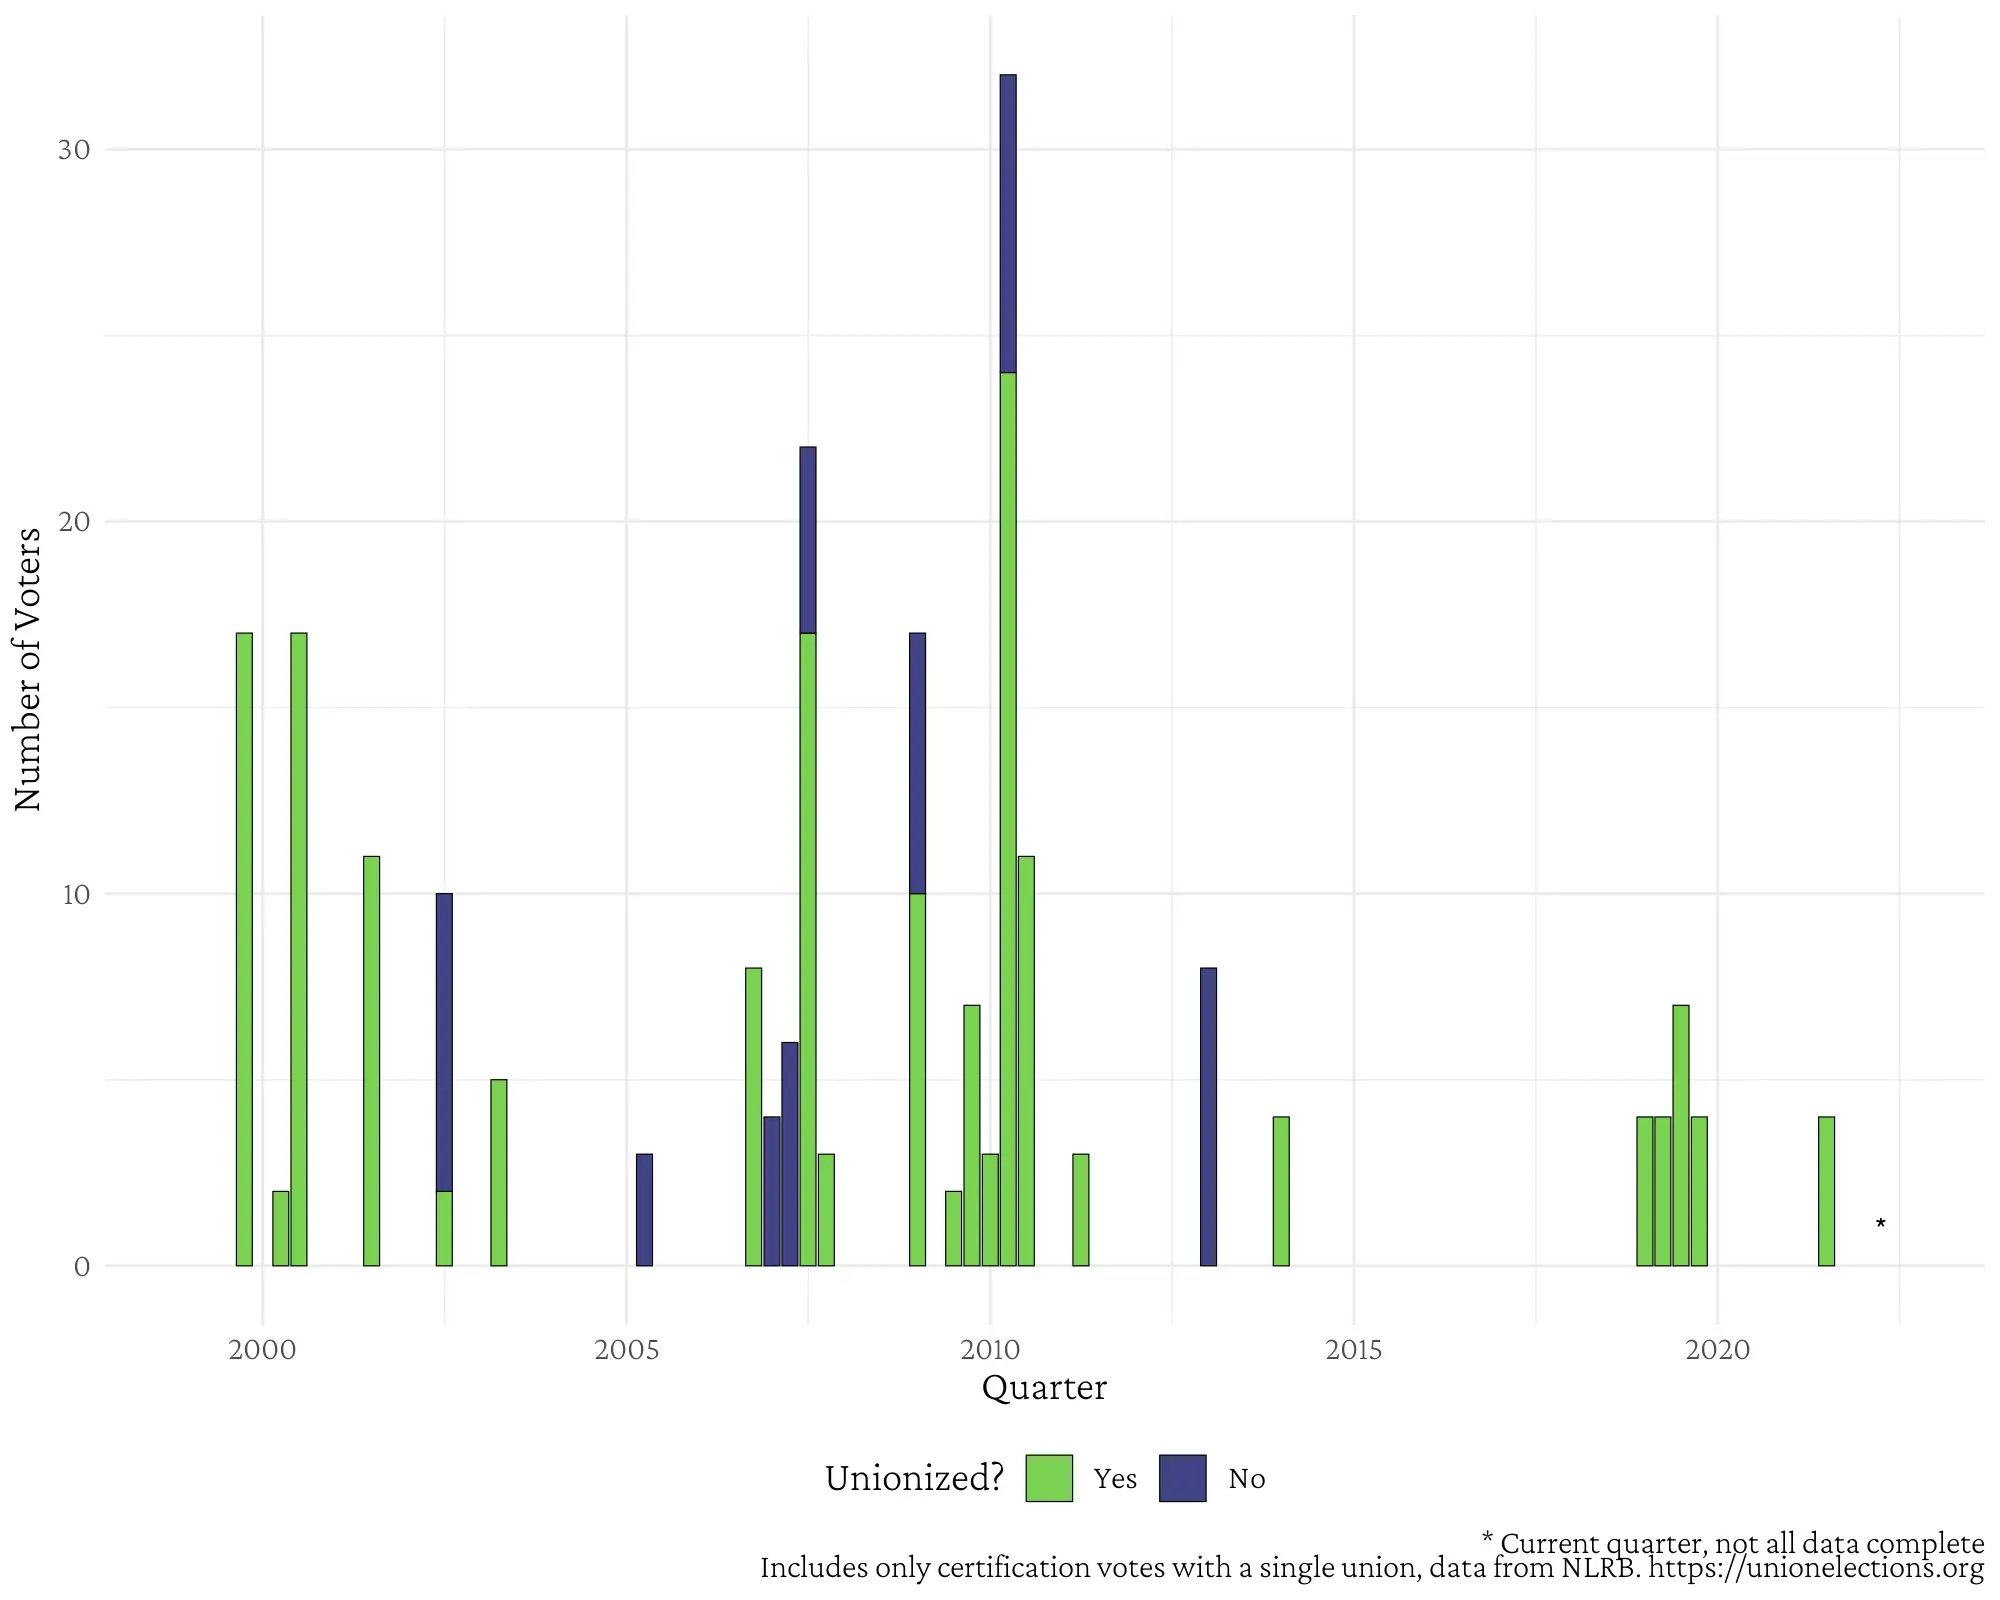 30
20
10
0
Number of Voters
2000 2005 2010 2015 2020
*
Quarter
Unionized? Yes No
* Current quarter, not all data complete
Includes only certification votes with a single union, data from NLRB. https://unionelections.org